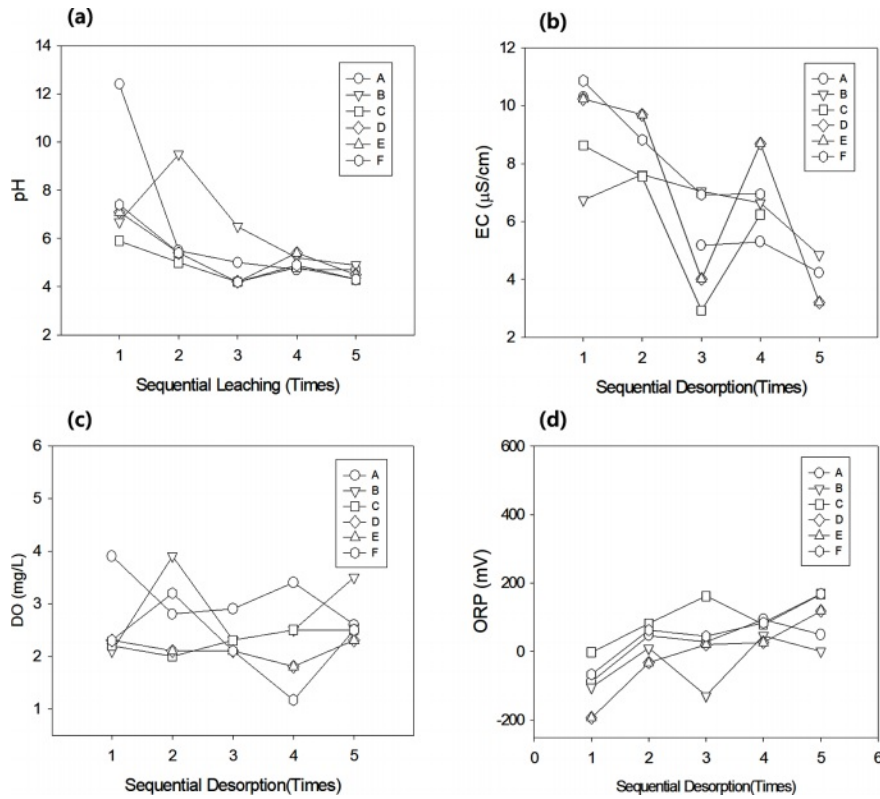 (a)
14
12
10
8
6
4
2
pH
A
B
C
D
E
F
1 2 3 4 5
Sequential Leaching (Times)
(b)
12
10
8
6
4
2
EC (μS/cm)
A
B
C
D
E
F
1 2 3 4 5
Sequential Desorption(Times)
(c)
6
5
4
3
2
1
DO (mg/L)
A
B
C
D
E
F
1 2 3 4 5
Sequential Desorption(Times)
(d)
600
400
200
0
-200
ORP (mV)
A
B
C
D
E
F
0 1 2 3 4 5 6
Sequential Desorption(Times)